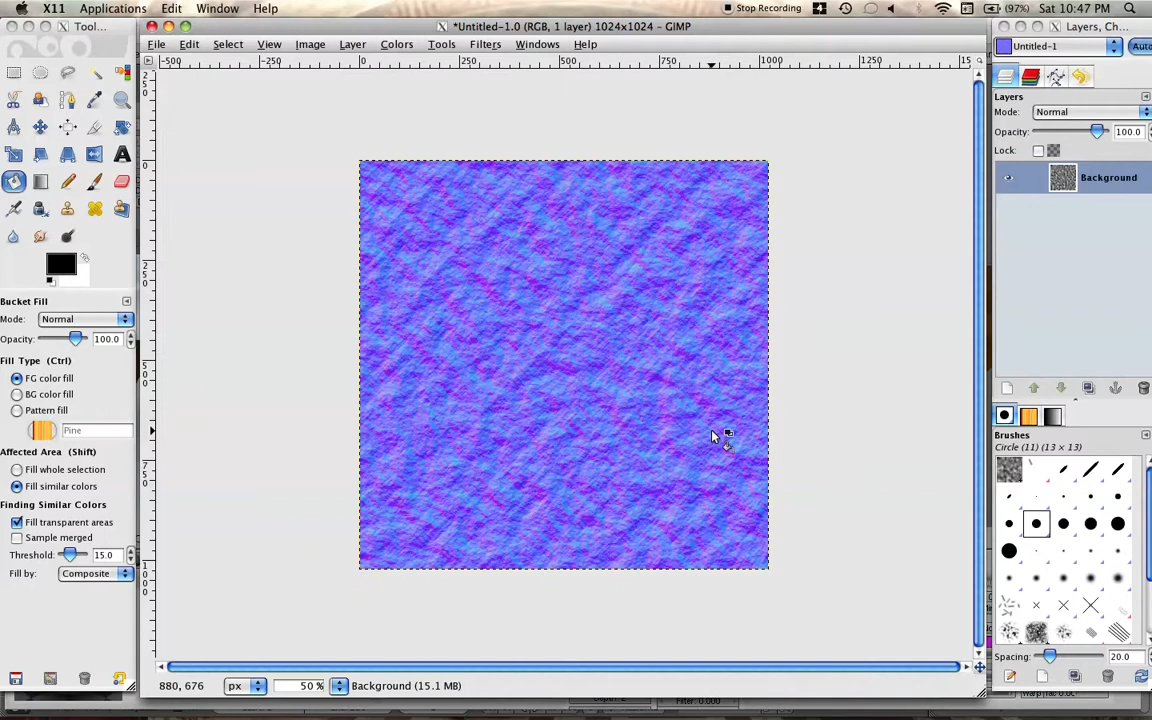 X11 Applications Edit Window Help
Stop Recording (97%) Sat 10:47 PM
Tool...
*Untitled-1.0 (RGB, 1 layer) 1024x1024 – GIMP
Layers, Ch...
File Edit Select View Image Layer Colors Tools Filters Windows Help
Untitled-1 Auto
-500 -250 0 250 500 750 1000 1250 15
Layers
Mode: Normal
Opacity: 100.0
Lock:
Background
Bucket Fill
Mode: Normal
Opacity: 100.0
Fill Type (Ctrl)
FG color fill
BG color fill
Pattern fill
Pine
Affected Area (Shift)
Fill whole selection
Fill similar colors
Finding Similar Colors
Fill transparent areas
Sample merged
Threshold: 15.0
Fill by: Composite
Brushes
Circle (11) (13 × 13)
Spacing: 20.0
880, 676 px 50 % Background (15.1 MB)